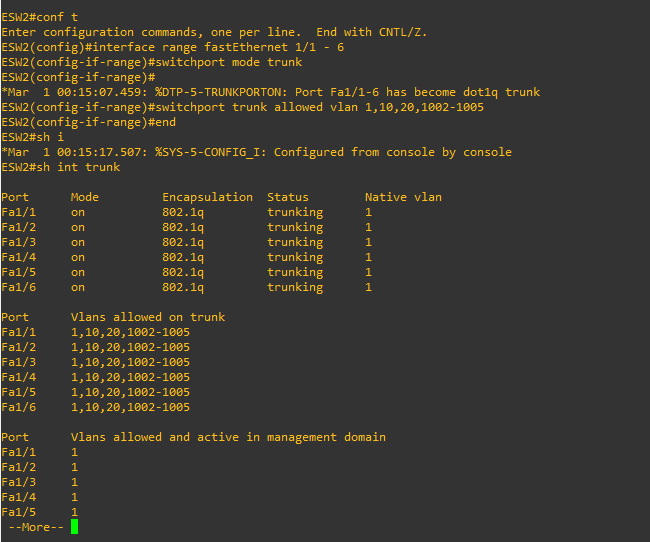 ESW2#conf t
Enter configuration commands, one per line.  End with CNTL/Z.
ESW2(config)#interface range fastEthernet 1/1 - 6
ESW2(config-if-range)#switchport mode trunk
ESW2(config-if-range)#
*Mar  1 00:15:07.459: %DTP-5-TRUNKPORTON: Port Fa1/1-6 has become dot1q trunk
ESW2(config-if-range)#switchport trunk allowed vlan 1,10,20,1002-1005
ESW2(config-if-range)#end
ESW2#sh i
*Mar  1 00:15:17.507: %SYS-5-CONFIG_I: Configured from console by console
ESW2#sh int trunk
Port      Mode         Encapsulation  Status        Native vlan
Fa1/1     on           802.1q         trunking      1
Fa1/2     on           802.1q         trunking      1
Fa1/3     on           802.1q         trunking      1
Fa1/4     on           802.1q         trunking      1
Fa1/5     on           802.1q         trunking      1
Fa1/6     on           802.1q         trunking      1
Port      Vlans allowed on trunk
Fa1/1     1,10,20,1002-1005
Fa1/2     1,10,20,1002-1005
Fa1/3     1,10,20,1002-1005
Fa1/4     1,10,20,1002-1005
Fa1/5     1,10,20,1002-1005
Fa1/6     1,10,20,1002-1005
Port      Vlans allowed and active in management domain
Fa1/1     1
Fa1/2     1
Fa1/3     1
Fa1/4     1
Fa1/5     1
 --More--